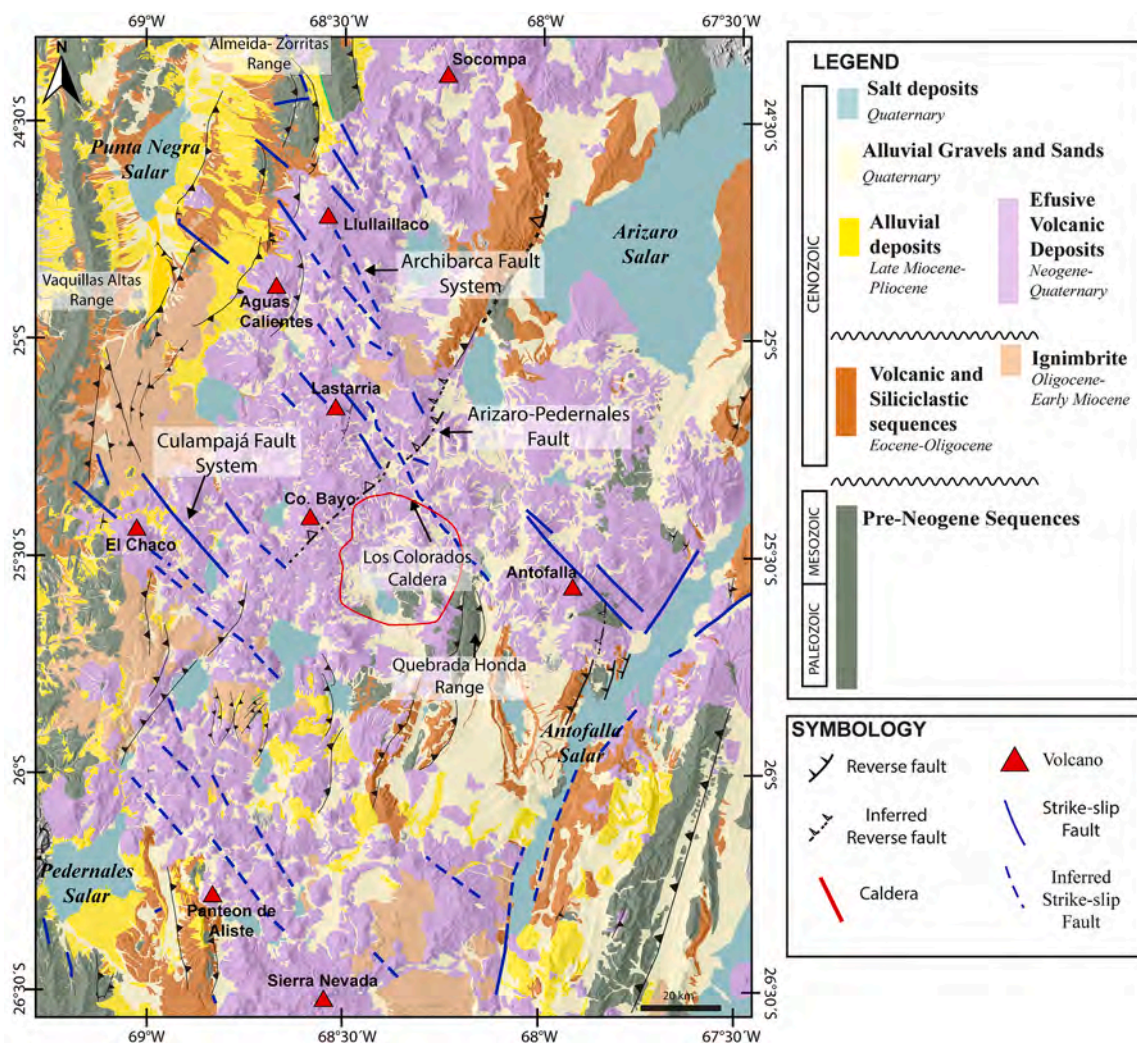 69°W
68°30'W
68°W
67°30'W
N
Almeida- Zorritas
Range
Socompa
24°30'S
24°30'S
Punta Negra
Salar
Llullaillaco
Arizaro
Salar
Archibarca Fault
System
Vaquillas Altas
Range
Aguas
Calientes
25°S
25°S
Lastarria
Arizaro-Pedernales
Fault
Culampajá Fault
System
Co. Bayo
El Chaco
Los Colorados
Caldera
Antofalla
25°30'S
25°30'S
Quebrada Honda
Range
Antofalla
Salar
26°S
26°S
Pedernales
Salar
Panteon de
Aliste
Sierra Nevada
20 km
26°30'S
26°30'S
69°W
68°30'W
68°W
67°30'W
LEGEND
CENOZOIC
Salt deposits
Quaternary
Alluvial Gravels and Sands
Quaternary
Alluvial
deposits
Late Miocene-
Pliocene
Efusive
Volcanic
Deposits
Neogene-
Quaternary
Volcanic and
Siliciclastic
sequences
Eocene-Oligocene
Ignimbrite
Oligocene-
Early Miocene
MESOZOIC
PALEOZOIC
Pre-Neogene Sequences
SYMBOLOGY
Reverse fault
Volcano
Inferred
Reverse fault
Strike-slip
Fault
Caldera
Inferred
Strike-slip
Fault